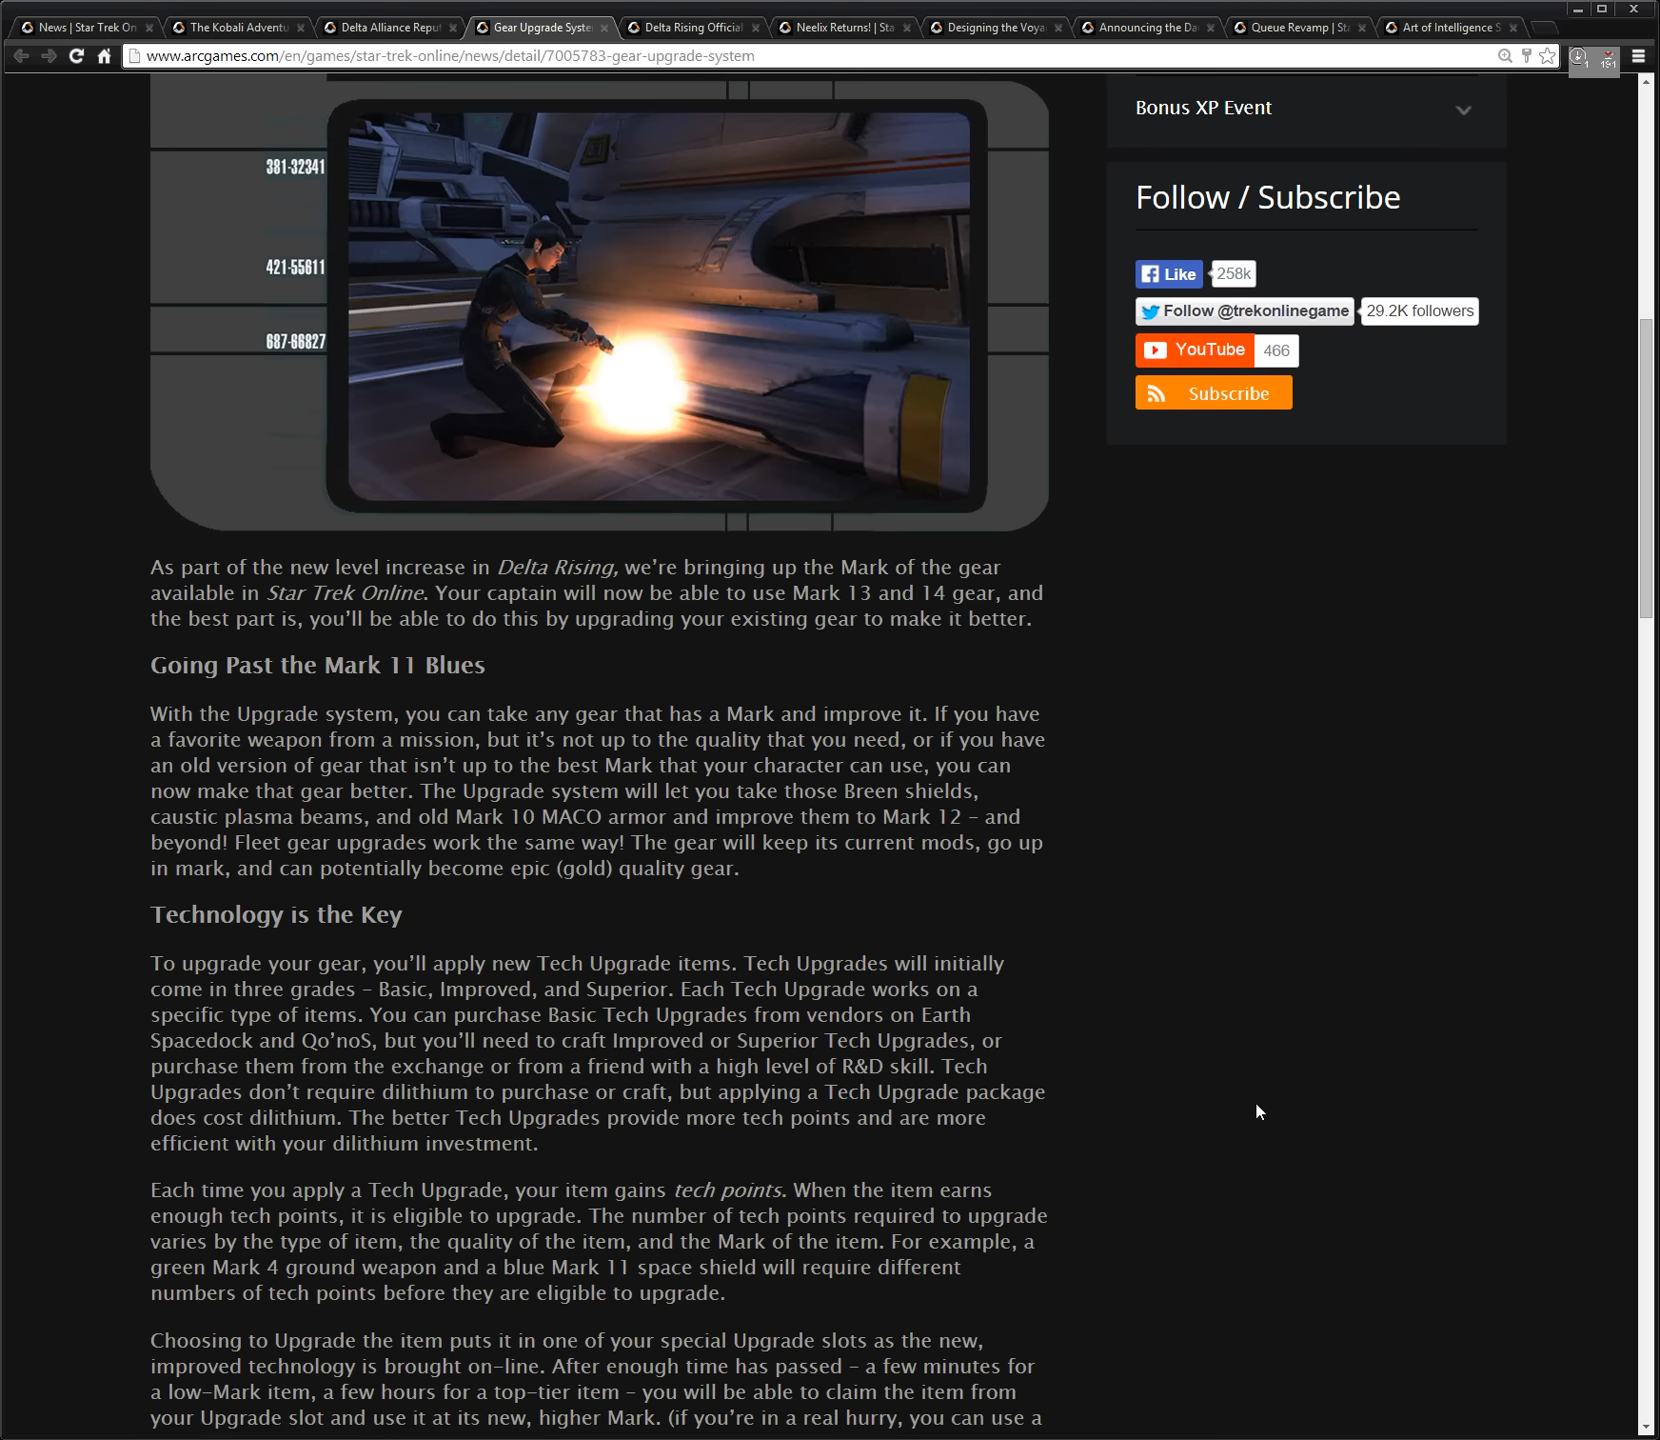 News | Star Trek On
The Kobali Adventu
Delta Alliance Reput
Gear Upgrade Syste
Delta Rising Official
Neelix Returns! | Sta
Designing the Voya
Announcing the Da
Queue Revamp | Sta
Art of Intelligence S
www.arcgames.com/en/games/star-trek-online/news/detail/7005783-gear-upgrade-system
1
191
381-32341
421-55611
687-66827
Bonus XP Event
Follow / Subscribe
Like 258k
Follow @trekonlinegame 29.2K followers
YouTube 466
Subscribe
As part of the new level increase in Delta Rising, we’re bringing up the Mark of the gear
available in Star Trek Online. Your captain will now be able to use Mark 13 and 14 gear, and
the best part is, you’ll be able to do this by upgrading your existing gear to make it better.
Going Past the Mark 11 Blues
With the Upgrade system, you can take any gear that has a Mark and improve it. If you have
a favorite weapon from a mission, but it’s not up to the quality that you need, or if you have
an old version of gear that isn’t up to the best Mark that your character can use, you can
now make that gear better. The Upgrade system will let you take those Breen shields,
caustic plasma beams, and old Mark 10 MACO armor and improve them to Mark 12 – and
beyond! Fleet gear upgrades work the same way! The gear will keep its current mods, go up
in mark, and can potentially become epic (gold) quality gear.
Technology is the Key
To upgrade your gear, you’ll apply new Tech Upgrade items. Tech Upgrades will initially
come in three grades – Basic, Improved, and Superior. Each Tech Upgrade works on a
specific type of items. You can purchase Basic Tech Upgrades from vendors on Earth
Spacedock and Qo’noS, but you’ll need to craft Improved or Superior Tech Upgrades, or
purchase them from the exchange or from a friend with a high level of R&D skill. Tech
Upgrades don’t require dilithium to purchase or craft, but applying a Tech Upgrade package
does cost dilithium. The better Tech Upgrades provide more tech points and are more
efficient with your dilithium investment.
Each time you apply a Tech Upgrade, your item gains tech points. When the item earns
enough tech points, it is eligible to upgrade. The number of tech points required to upgrade
varies by the type of item, the quality of the item, and the Mark of the item. For example, a
green Mark 4 ground weapon and a blue Mark 11 space shield will require different
numbers of tech points before they are eligible to upgrade.
Choosing to Upgrade the item puts it in one of your special Upgrade slots as the new,
improved technology is brought on-line. After enough time has passed – a few minutes for
a low-Mark item, a few hours for a top-tier item – you will be able to claim the item from
your Upgrade slot and use it at its new, higher Mark. (if you’re in a real hurry, you can use a